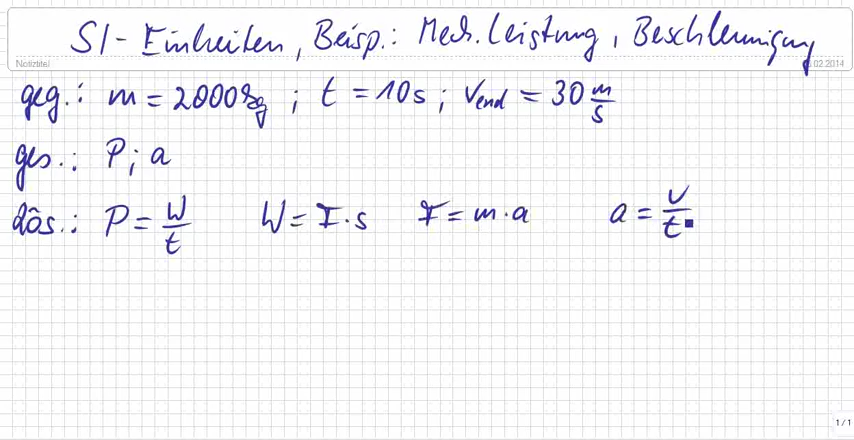 SI-Einheiten, Beisp.: Mech. Leistung, Beschleunigung
Notiztitel
.02.2014
geg.: m = 2000kg ; t = 10s ; Vend = 30 m/s
ges.: P; a
Lös.: P = W/t W = F·s F = m·a a = v/t
1/1